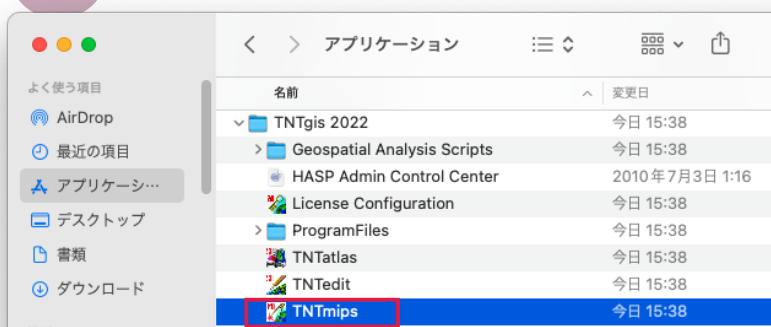 アプリケーション
よく使う項目
AirDrop
最近の項目
アプリケーシ…
デスクトップ
書類
ダウンロード
名前 変更日
TNTgis 2022 今日 15:38
Geospatial Analysis Scripts 今日 15:38
HASP Admin Control Center 2010年7月3日 1:16
License Configuration 今日 15:38
ProgramFiles 今日 15:38
TNTatlas 今日 15:38
TNTedit 今日 15:38
TNTmips 今日 15:38